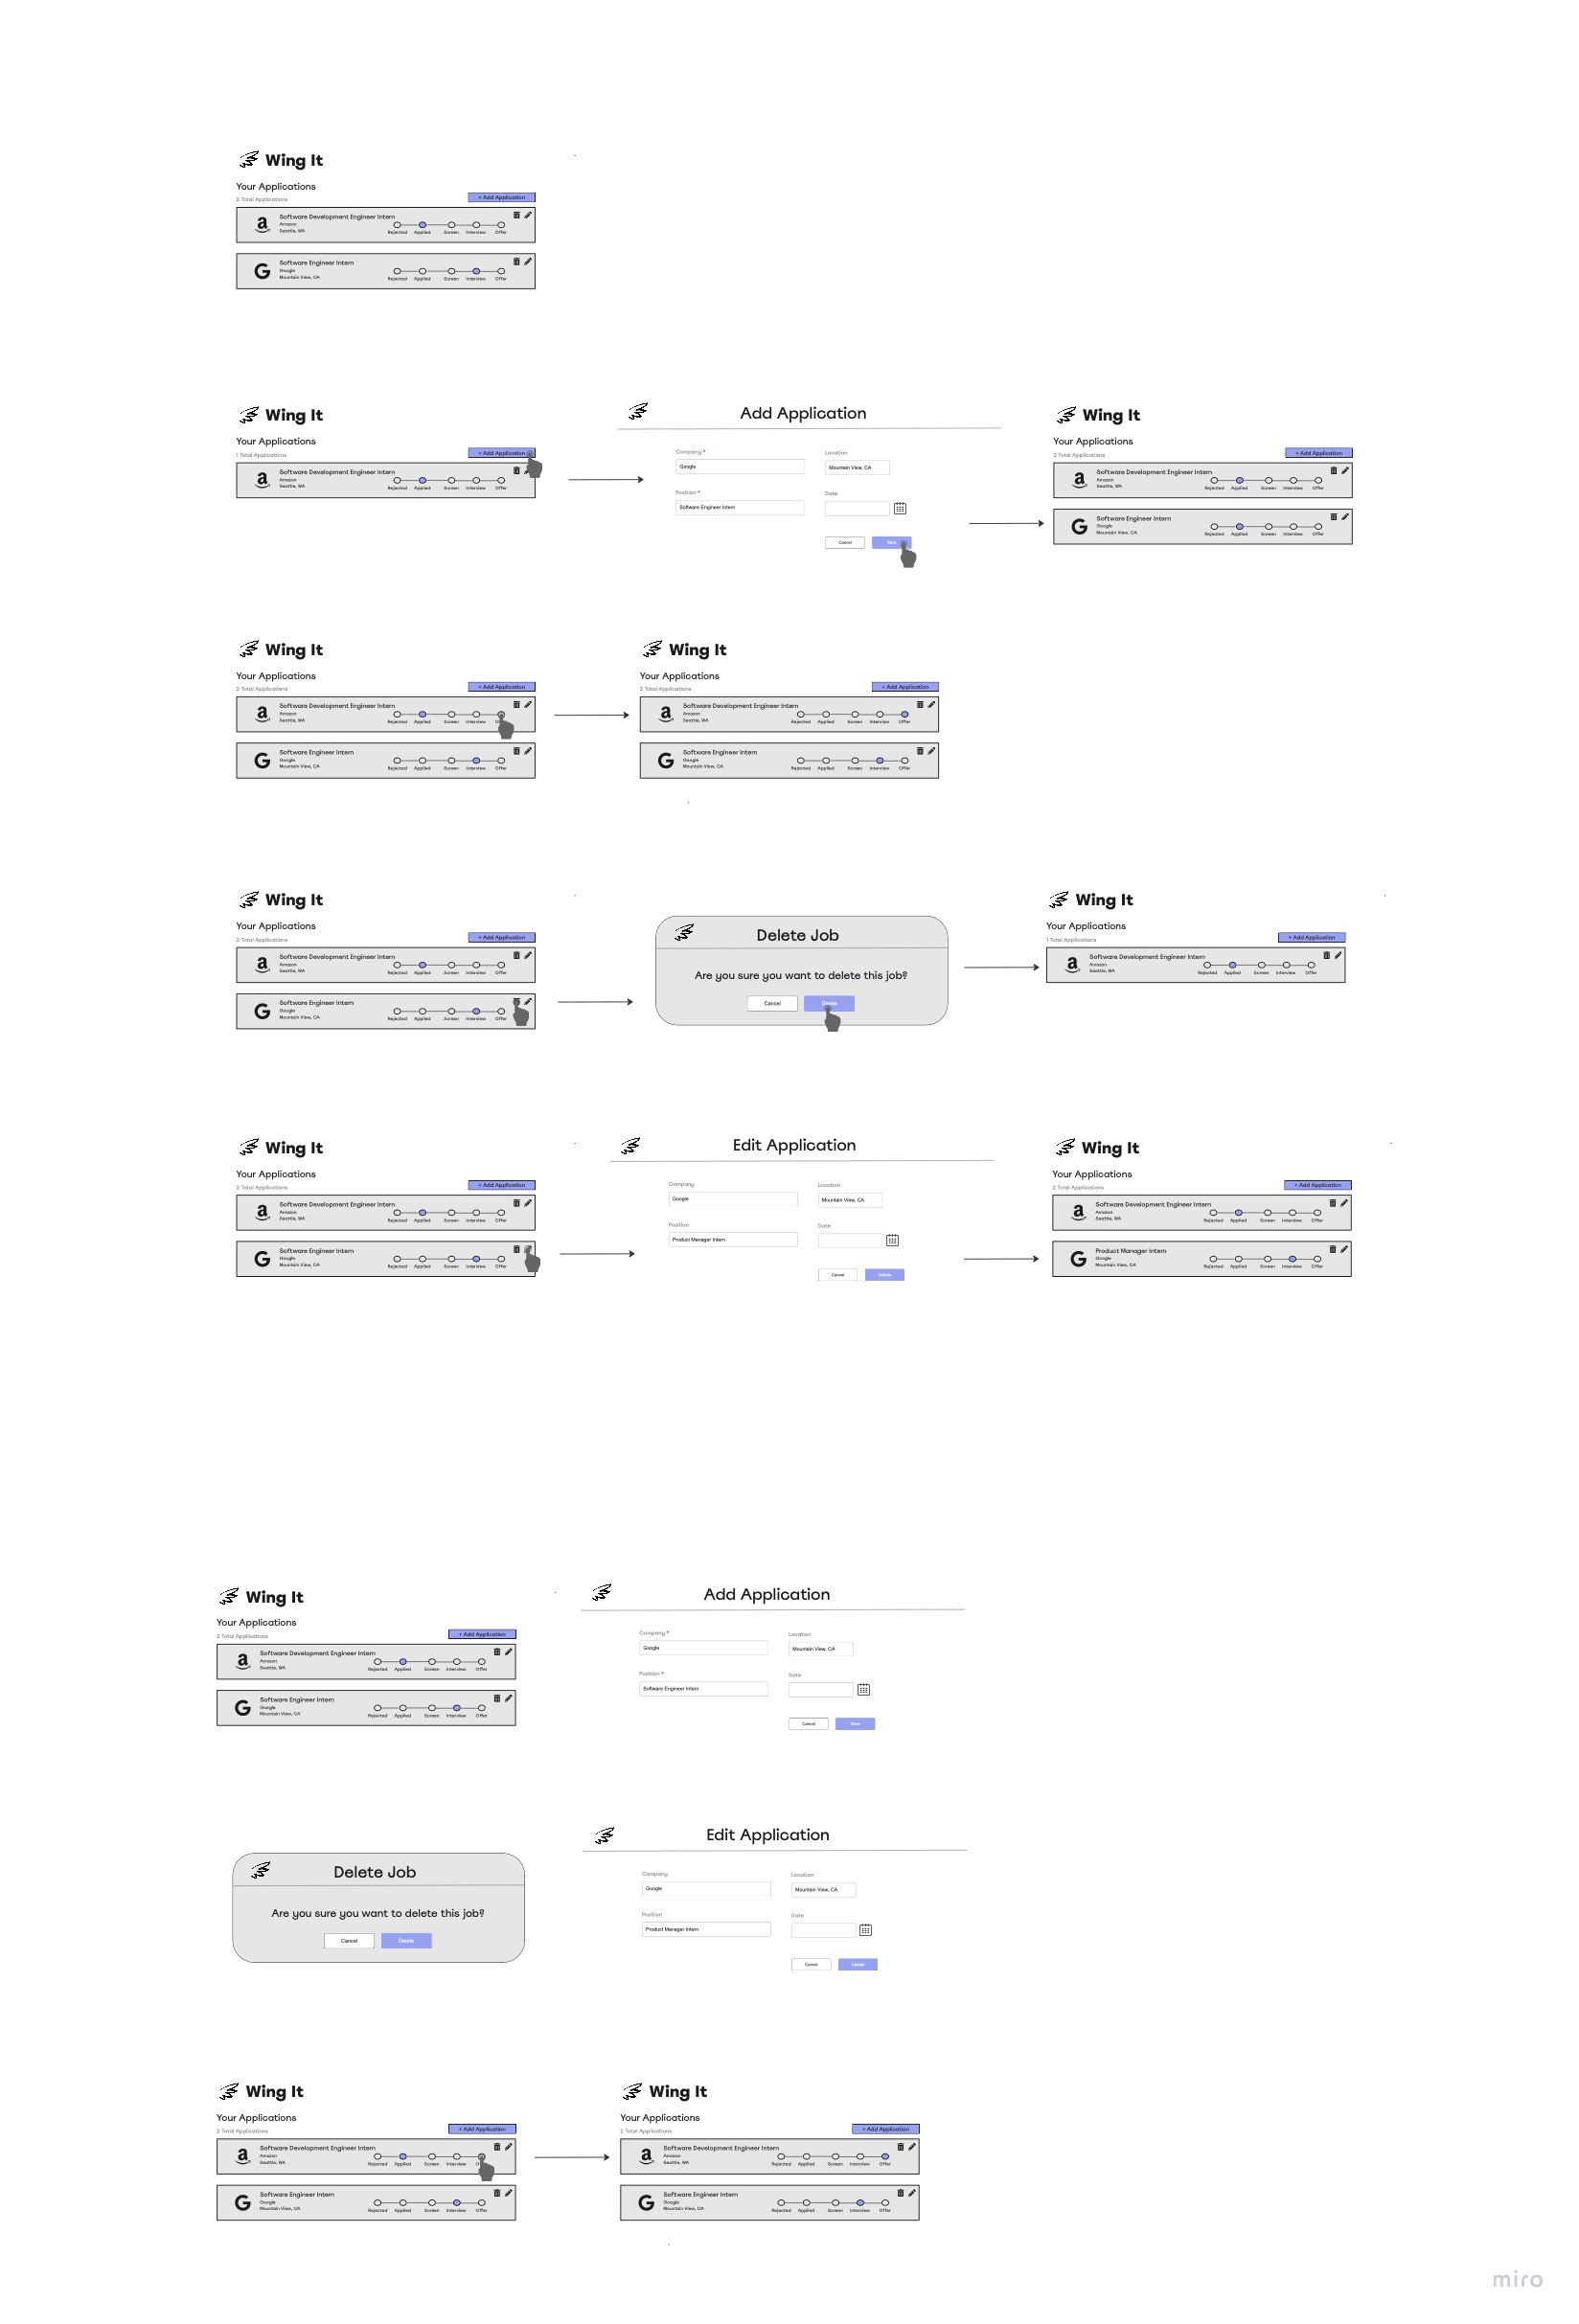 Wing It
Your Applications
2 Total Applications
+ Add Application
Software Development Engineer Intern
Amazon
Seattle, WA
Rejected Applied Screen Interview Offer
Software Engineer Intern
Google
Mountain View, CA
Rejected Applied Screen Interview Offer
Wing It
Your Applications
1 Total Applications
+ Add Application
Software Development Engineer Intern
Amazon
Seattle, WA
Rejected Applied Screen Interview Offer
Add Application
Company *
Location
Google
Mountain View, CA
Position *
Date
Software Engineer Intern
Cancel
Save
Wing It
Your Applications
2 Total Applications
+ Add Application
Software Development Engineer Intern
Amazon
Seattle, WA
Rejected Applied Screen Interview Offer
Software Engineer Intern
Google
Mountain View, CA
Rejected Applied Screen Interview Offer
Wing It
Your Applications
2 Total Applications
+ Add Application
Software Development Engineer Intern
Amazon
Seattle, WA
Rejected Applied Screen Interview
Software Engineer Intern
Google
Mountain View, CA
Rejected Applied Screen Interview Offer
Wing It
Your Applications
2 Total Applications
+ Add Application
Software Development Engineer Intern
Amazon
Seattle, WA
Rejected Applied Screen Interview Offer
Software Engineer Intern
Google
Mountain View, CA
Rejected Applied Screen Interview Offer
Wing It
Your Applications
2 Total Applications
+ Add Application
Software Development Engineer Intern
Amazon
Seattle, WA
Rejected Applied Screen Interview Offer
Software Engineer Intern
Google
Mountain View, CA
Rejected Applied Screen Interview Offer
Delete Job
Are you sure you want to delete this job?
Cancel
Delete
Wing It
Your Applications
1 Total Applications
+ Add Application
Software Development Engineer Intern
Amazon
Seattle, WA
Rejected Applied Screen Interview Offer
Wing It
Your Applications
2 Total Applications
+ Add Application
Software Development Engineer Intern
Amazon
Seattle, WA
Rejected Applied Screen Interview Offer
Software Engineer Intern
Google
Mountain View, CA
Rejected Applied Screen Interview Offer
Edit Application
Company
Location
Google
Mountain View, CA
Position
Date
Product Manager Intern
Cancel
Update
Wing It
Your Applications
2 Total Applications
+ Add Application
Software Development Engineer Intern
Amazon
Seattle, WA
Rejected Applied Screen Interview Offer
Product Manager Intern
Google
Mountain View, CA
Rejected Applied Screen Interview Offer
Wing It
Your Applications
2 Total Applications
+ Add Application
Software Development Engineer Intern
Amazon
Seattle, WA
Rejected Applied Screen Interview Offer
Software Engineer Intern
Google
Mountain View, CA
Rejected Applied Screen Interview Offer
Add Application
Company *
Location
Google
Mountain View, CA
Position *
Date
Software Engineer Intern
Cancel
Save
Delete Job
Are you sure you want to delete this job?
Cancel
Delete
Edit Application
Company
Location
Google
Mountain View, CA
Position
Date
Product Manager Intern
Cancel
Update
Wing It
Your Applications
2 Total Applications
+ Add Application
Software Development Engineer Intern
Amazon
Seattle, WA
Rejected Applied Screen Interview
Software Engineer Intern
Google
Mountain View, CA
Rejected Applied Screen Interview Offer
Wing It
Your Applications
2 Total Applications
+ Add Application
Software Development Engineer Intern
Amazon
Seattle, WA
Rejected Applied Screen Interview Offer
Software Engineer Intern
Google
Mountain View, CA
Rejected Applied Screen Interview Offer
miro